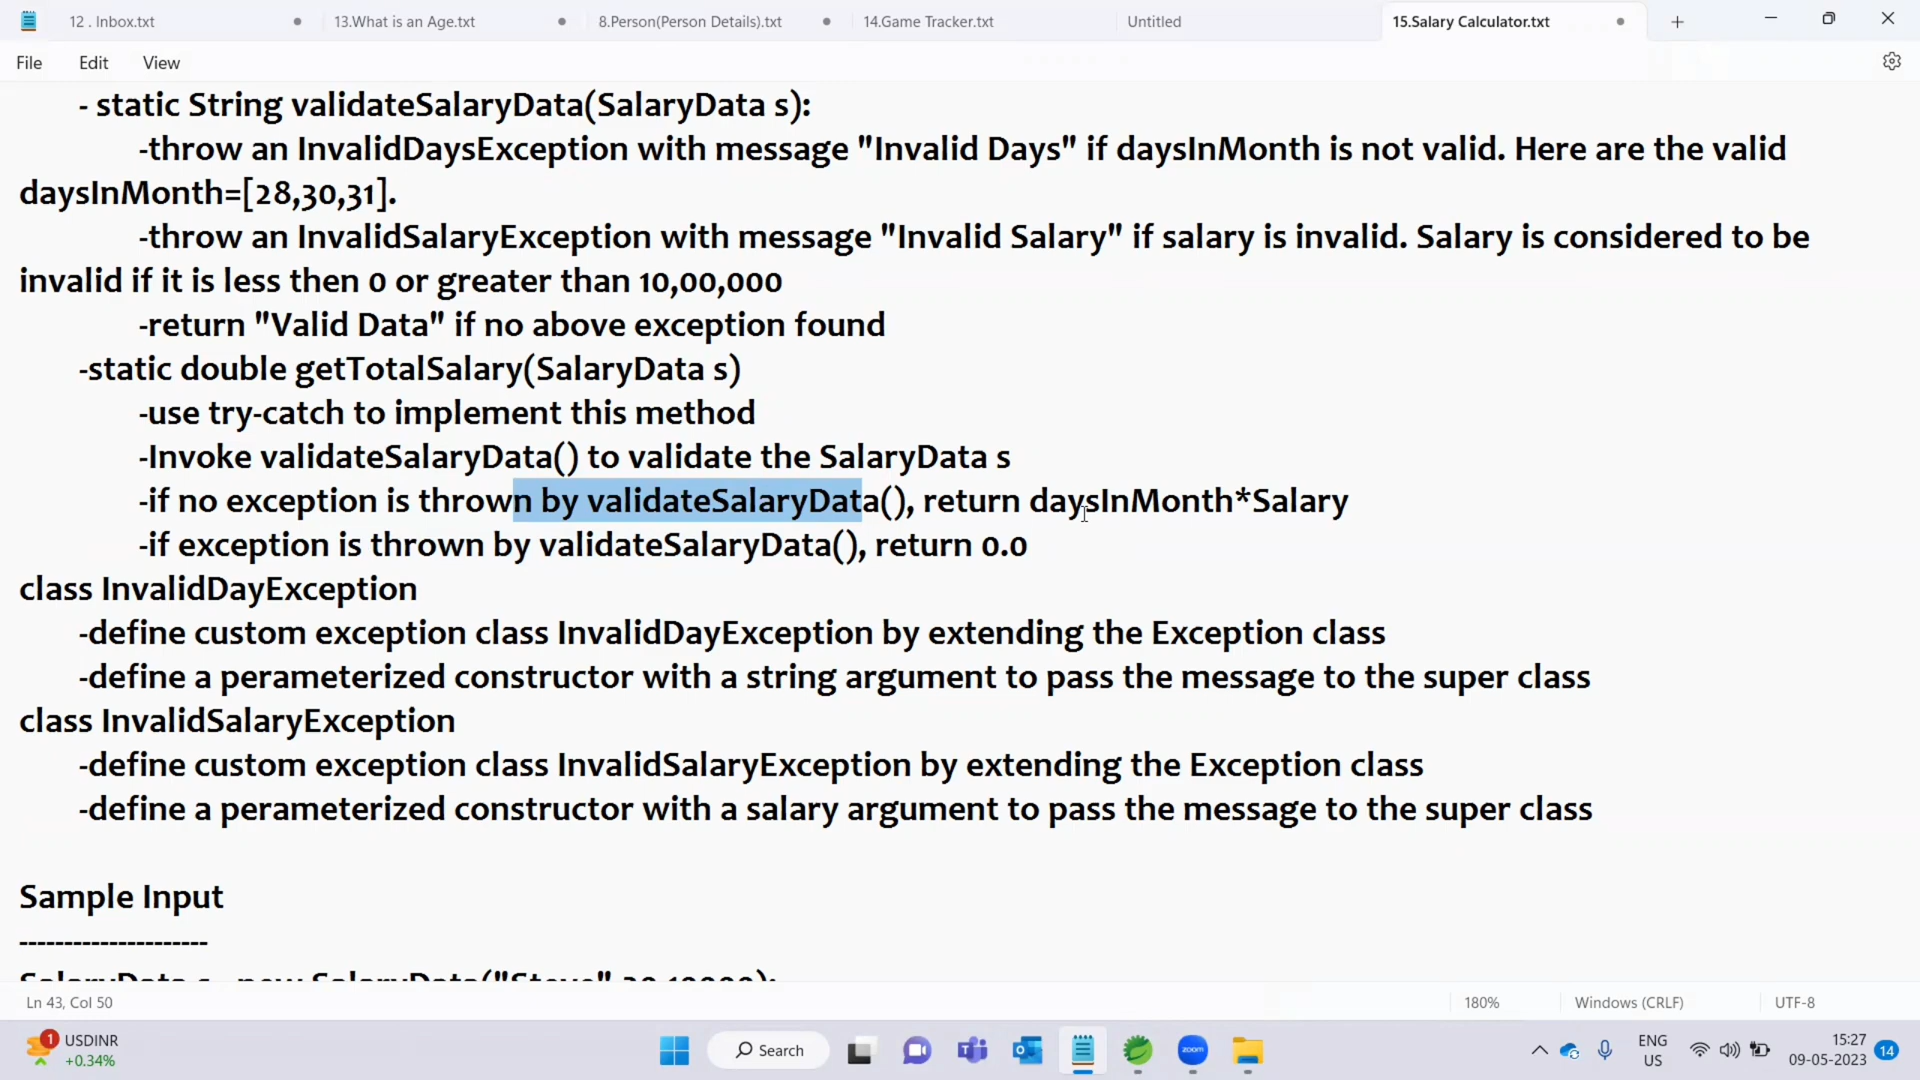 12 . Inbox.txt
13.What is an Age.txt
8.Person(Person Details).txt
14.Game Tracker.txt
Untitled
15.Salary Calculator.txt
File
Edit
View
- static String validateSalaryData(SalaryData s):
-throw an InvalidDaysException with message "Invalid Days" if daysInMonth is not valid. Here are the valid
daysInMonth=[28,30,31].
-throw an InvalidSalaryException with message "Invalid Salary" if salary is invalid. Salary is considered to be
invalid if it is less then 0 or greater than 10,00,000
-return "Valid Data" if no above exception found
-static double getTotalSalary(SalaryData s)
-use try-catch to implement this method
-Invoke validateSalaryData() to validate the SalaryData s
-if no exception is thrown by validateSalaryData(), return daysInMonth*Salary
-if exception is thrown by validateSalaryData(), return 0.0
class InvalidDayException
-define custom exception class InvalidDayException by extending the Exception class
-define a perameterized constructor with a string argument to pass the message to the super class
class InvalidSalaryException
-define custom exception class InvalidSalaryException by extending the Exception class
-define a perameterized constructor with a salary argument to pass the message to the super class
Sample Input
---------------------
SalaryData s = new SalaryData("Steve",30,10000);
Ln 43, Col 50
180%
Windows (CRLF)
UTF-8
1
USDINR
+0.34%
Search
zoom
ENG
US
15:27
09-05-2023
14